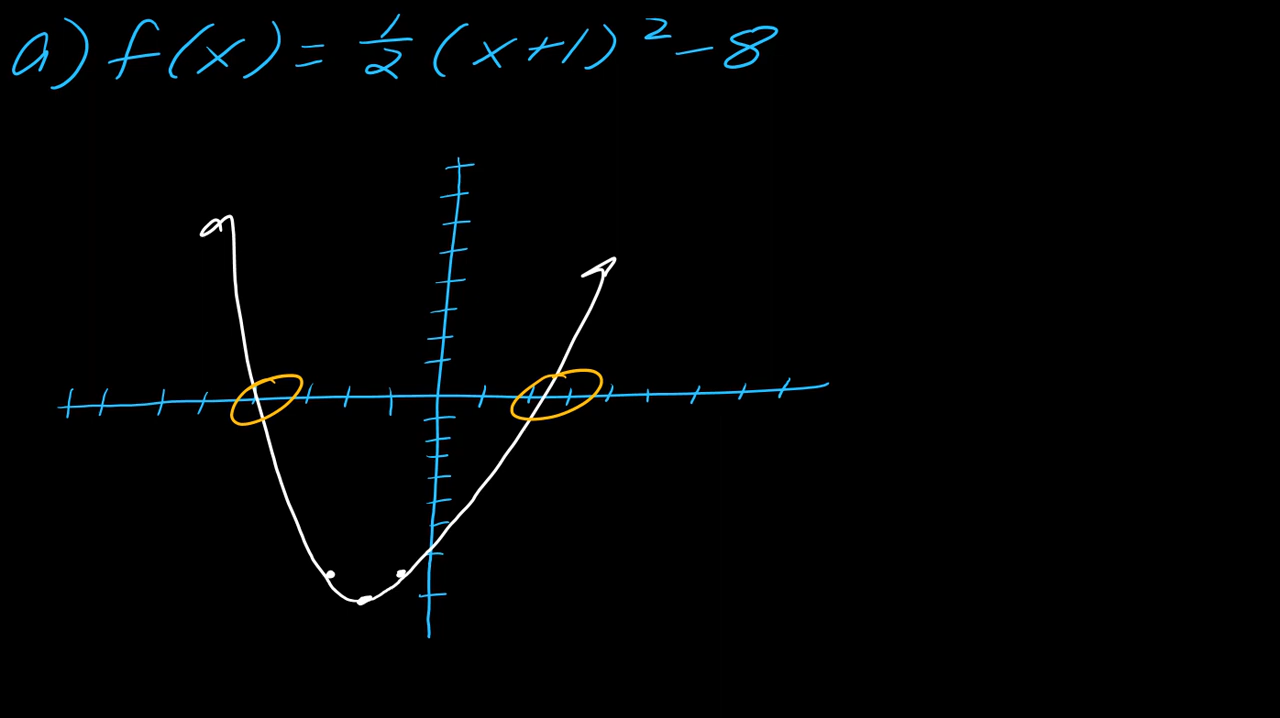 a) f(x) = 1/2 (x+1)² - 8